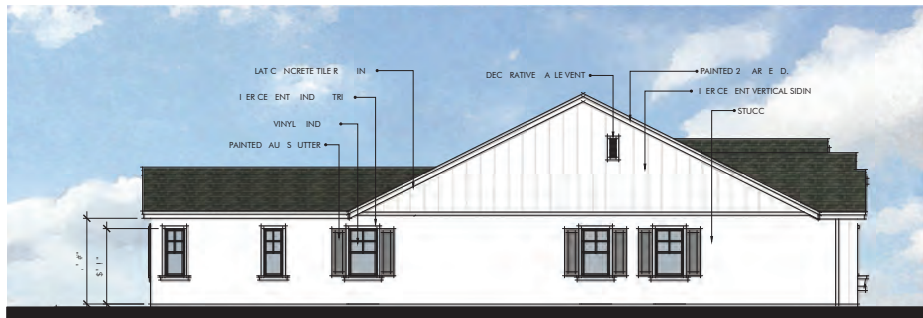 LAT C NCRETE TILE R IN
I ER CE ENT IND TRI
VINYL IND
PAINTED AU S UTTER
DEC RATIVE A LE VENT
PAINTED 2 AR E D.
I ER CE ENT VERTICAL SIDIN
STUCC